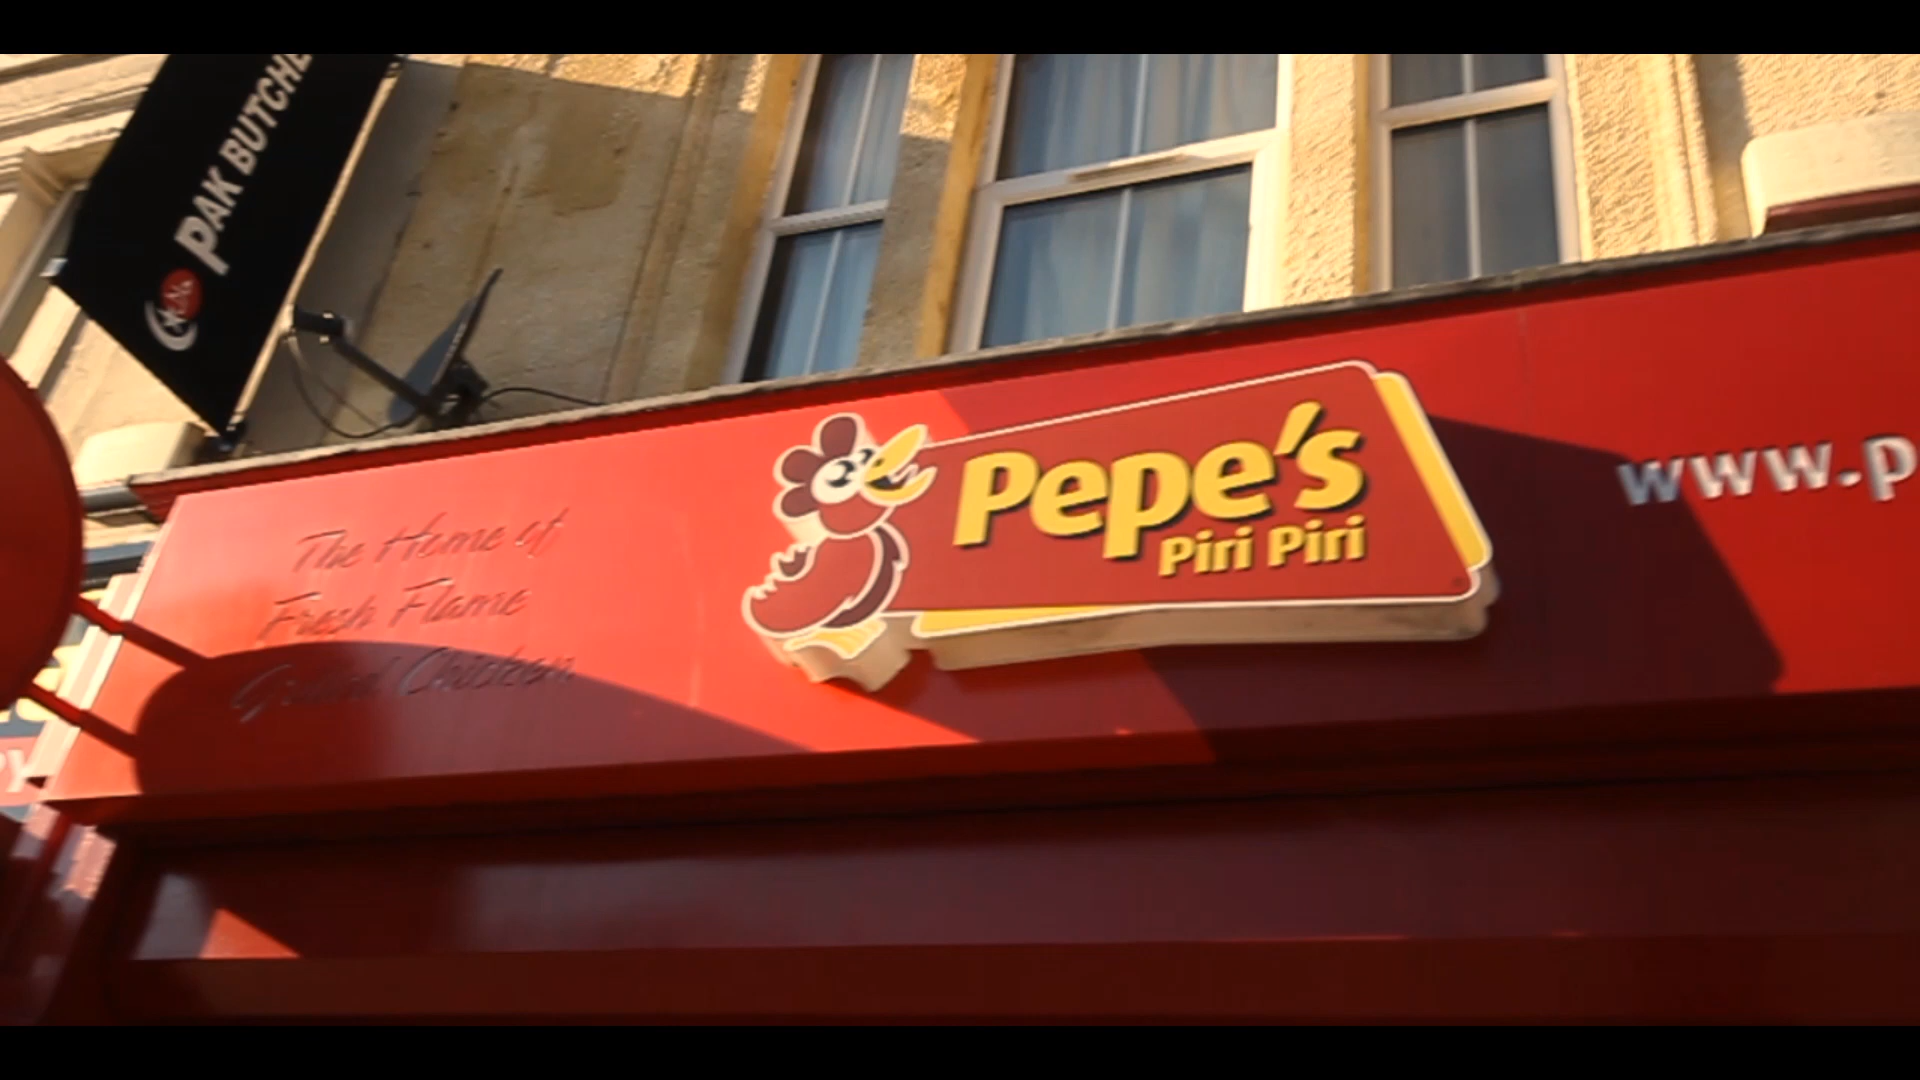 PAK BUTCHE
The Home of
Fresh Flame
Grilled Chicken
Pepe's
Piri Piri
www.p